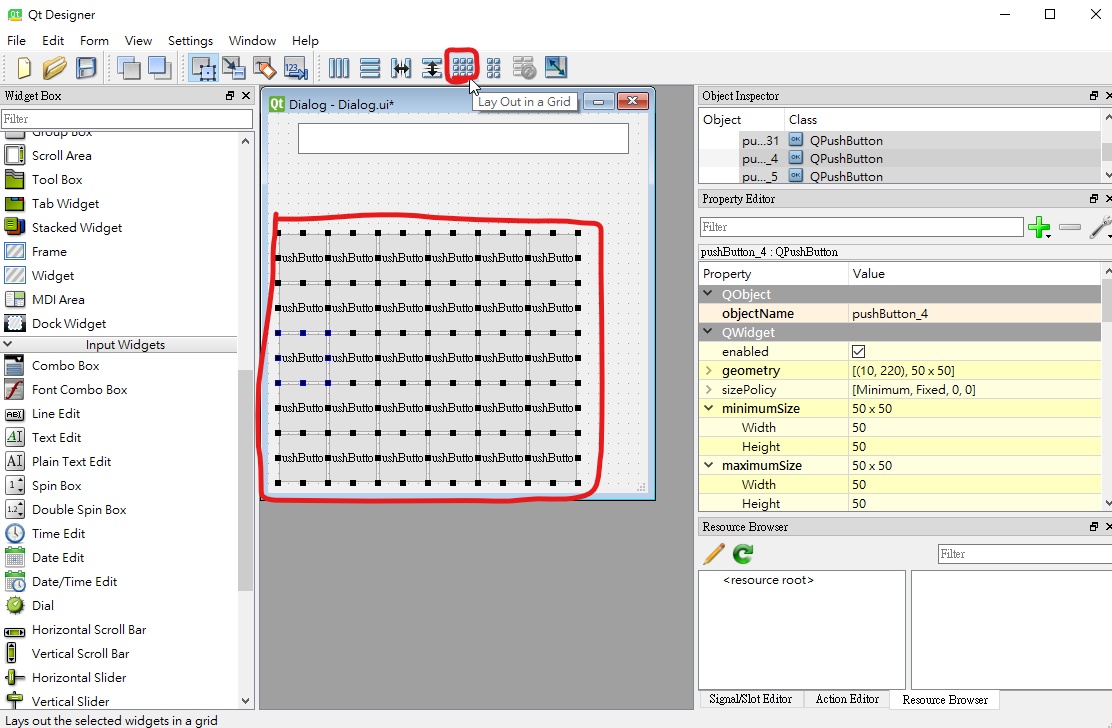 Qt Designer
File Edit Form View Settings Window Help
Widget Box
Filter
Group Box
Scroll Area
Tool Box
Tab Widget
Stacked Widget
Frame
Widget
MDI Area
Dock Widget
Input Widgets
Combo Box
Font Combo Box
Line Edit
Text Edit
Plain Text Edit
Spin Box
Double Spin Box
Time Edit
Date Edit
Date/Time Edit
Dial
Horizontal Scroll Bar
Vertical Scroll Bar
Horizontal Slider
Vertical Slider
Lays out the selected widgets in a grid
Qt Dialog - Dialog.ui*
Lay Out in a Grid
ushButto ushButto ushButto ushButto ushButto ushButto
ushButto ushButto ushButto ushButto ushButto ushButto
ushButto ushButto ushButto ushButto ushButto ushButto
ushButto ushButto ushButto ushButto ushButto ushButto
ushButto ushButto ushButto ushButto ushButto ushButto
Object Inspector
Object Class
pu...31 QPushButton
pu..._4 QPushButton
pu..._5 QPushButton
Property Editor
Filter
pushButton_4 : QPushButton
Property Value
QObject
objectName pushButton_4
QWidget
enabled
geometry [(10, 220), 50 x 50]
sizePolicy [Minimum, Fixed, 0, 0]
minimumSize 50 x 50
Width 50
Height 50
maximumSize 50 x 50
Width 50
Height 50
Resource Browser
Filter
<resource root>
Signal/Slot Editor Action Editor Resource Browser